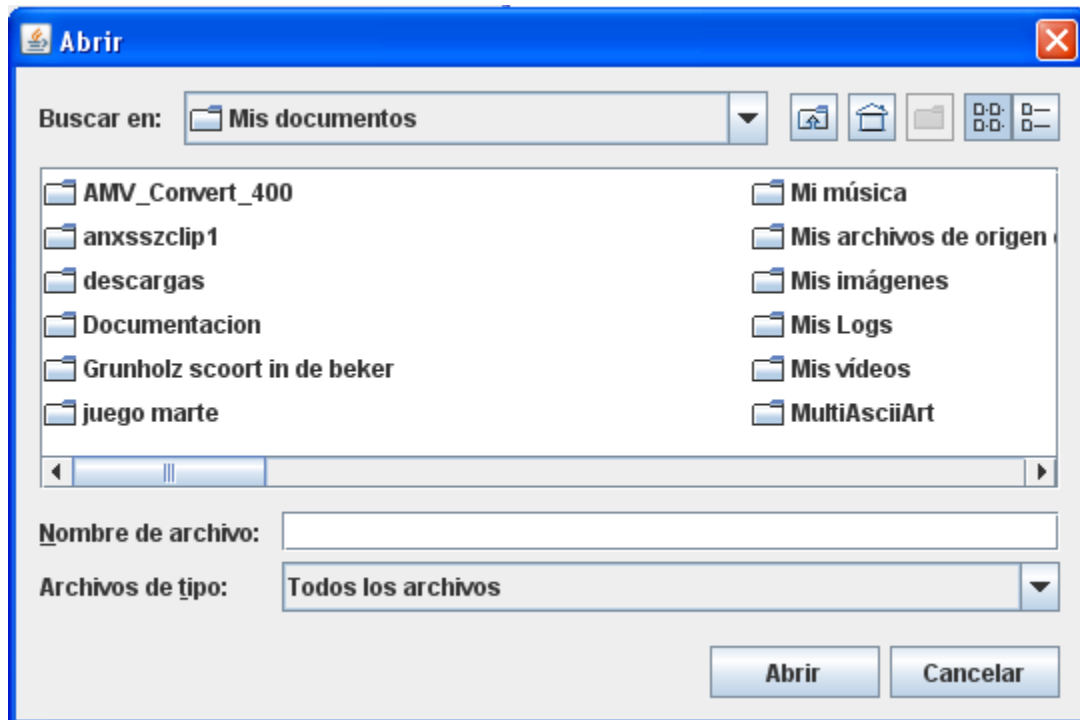 Abrir
Buscar en: Mis documentos
AMV_Convert_400
anxsszclip1
descargas
Documentacion
Grunholz scoort in de beker
juego marte
Mi música
Mis archivos de origen
Mis imágenes
Mis Logs
Mis vídeos
MultiAsciiArt
Nombre de archivo:
Archivos de tipo: Todos los archivos
Abrir Cancelar